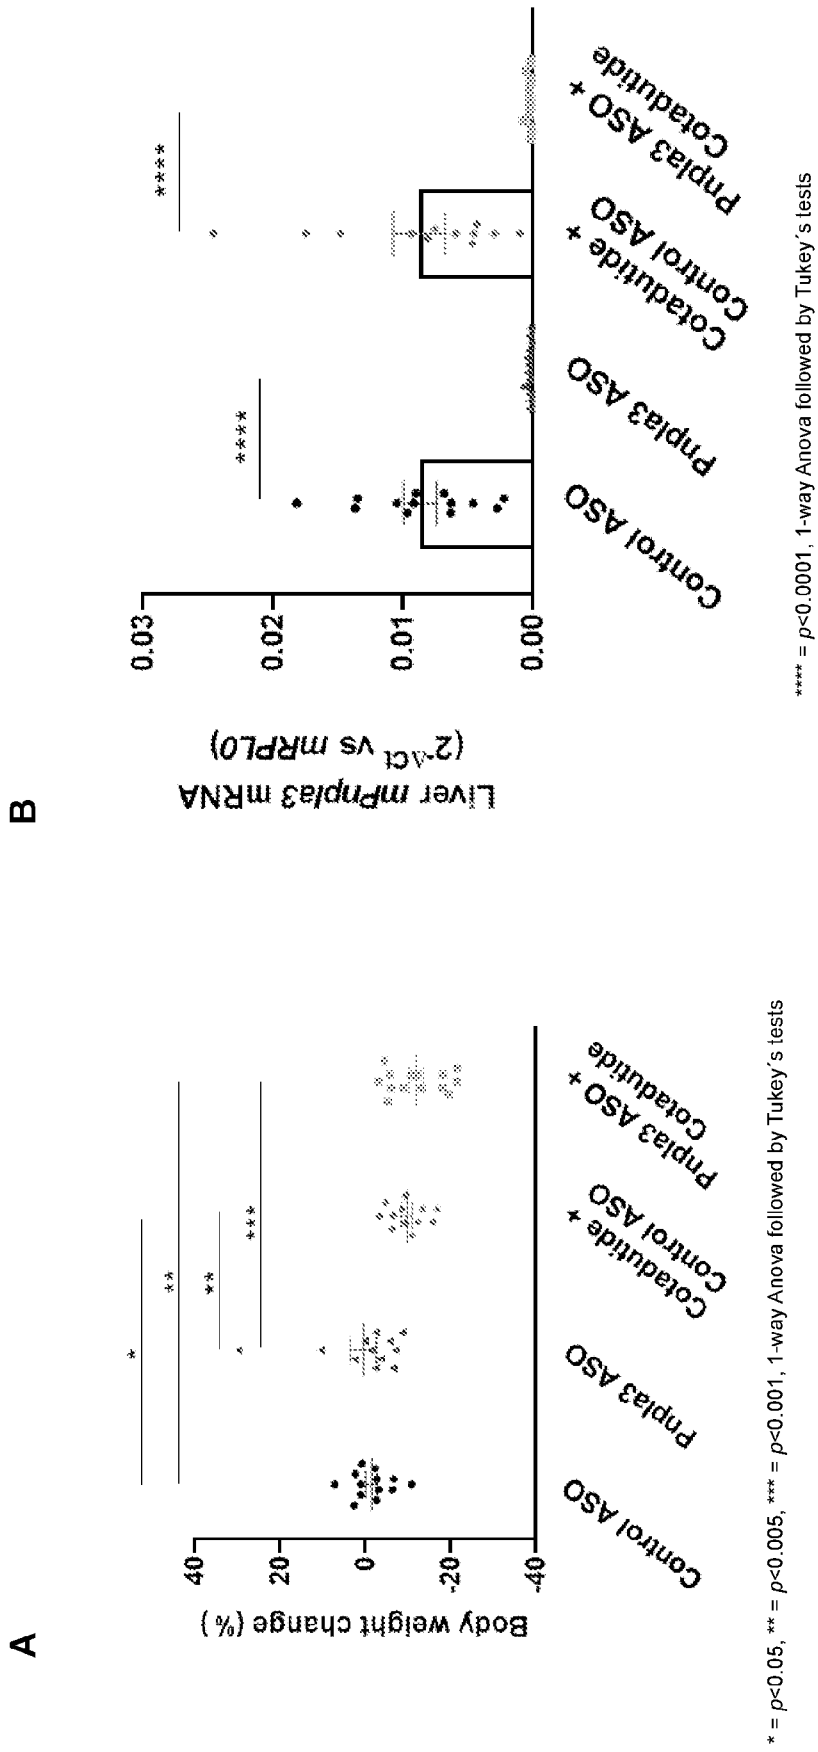 A
Body weight change (%)
40
20
0
-20
-40
*
**
**
***
Control ASO
Pnpla3 ASO
Cotadutide +
Control ASO
Pnpla3 ASO +
Cotadutide
* = p<0.05, ** = p<0.005, *** = p<0.001, 1-way Anova followed by Tukey´s tests
B
Liver mPnpla3 mRNA
(2^-ΔCt vs mRPL0)
0.03
0.02
0.01
0.00
****
****
Control ASO
Pnpla3 ASO
Cotadutide +
Control ASO
Pnpla3 ASO +
Cotadutide
**** = p<0.0001, 1-way Anova followed by Tukey´s tests